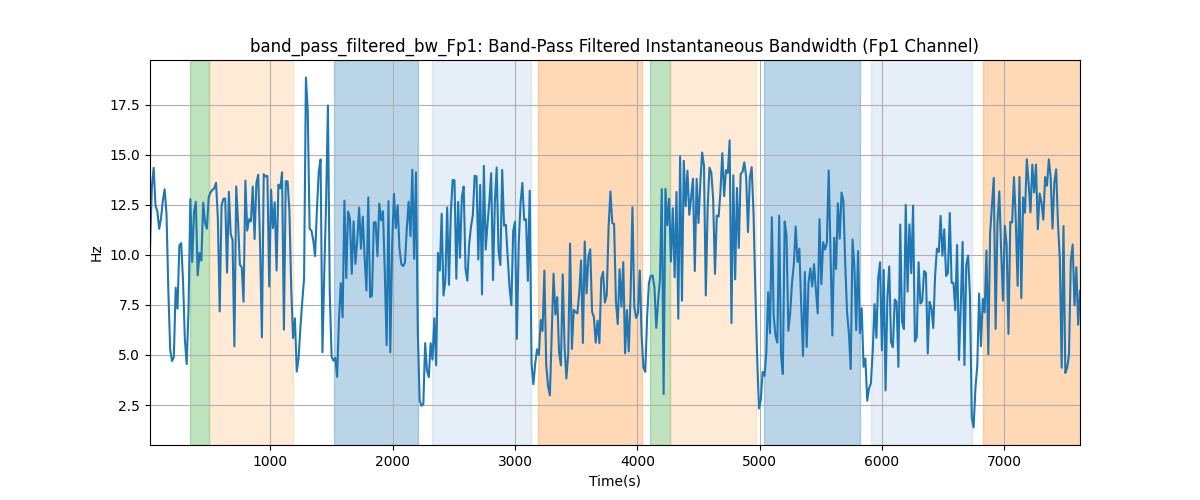 band_pass_filtered_bw_Fp1: Band-Pass Filtered Instantaneous Bandwidth (Fp1 Channel)
17.5
15.0
12.5
10.0
7.5
5.0
2.5
Hz
1000 2000 3000 4000 5000 6000 7000
Time(s)